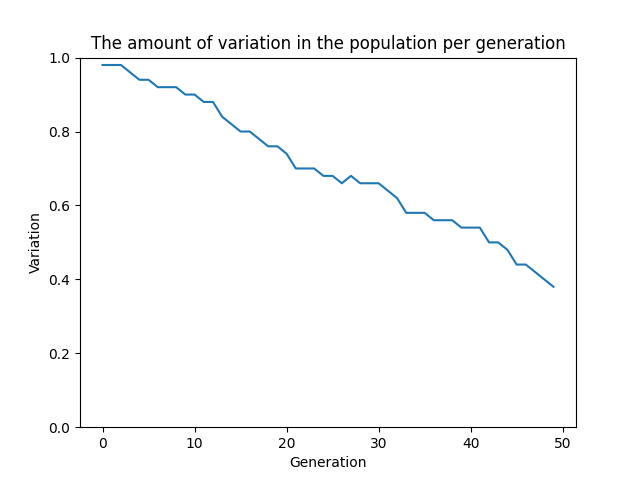 The amount of variation in the population per generation
1.0
0.8
0.6
0.4
0.2
0.0
Variation
0 10 20 30 40 50
Generation